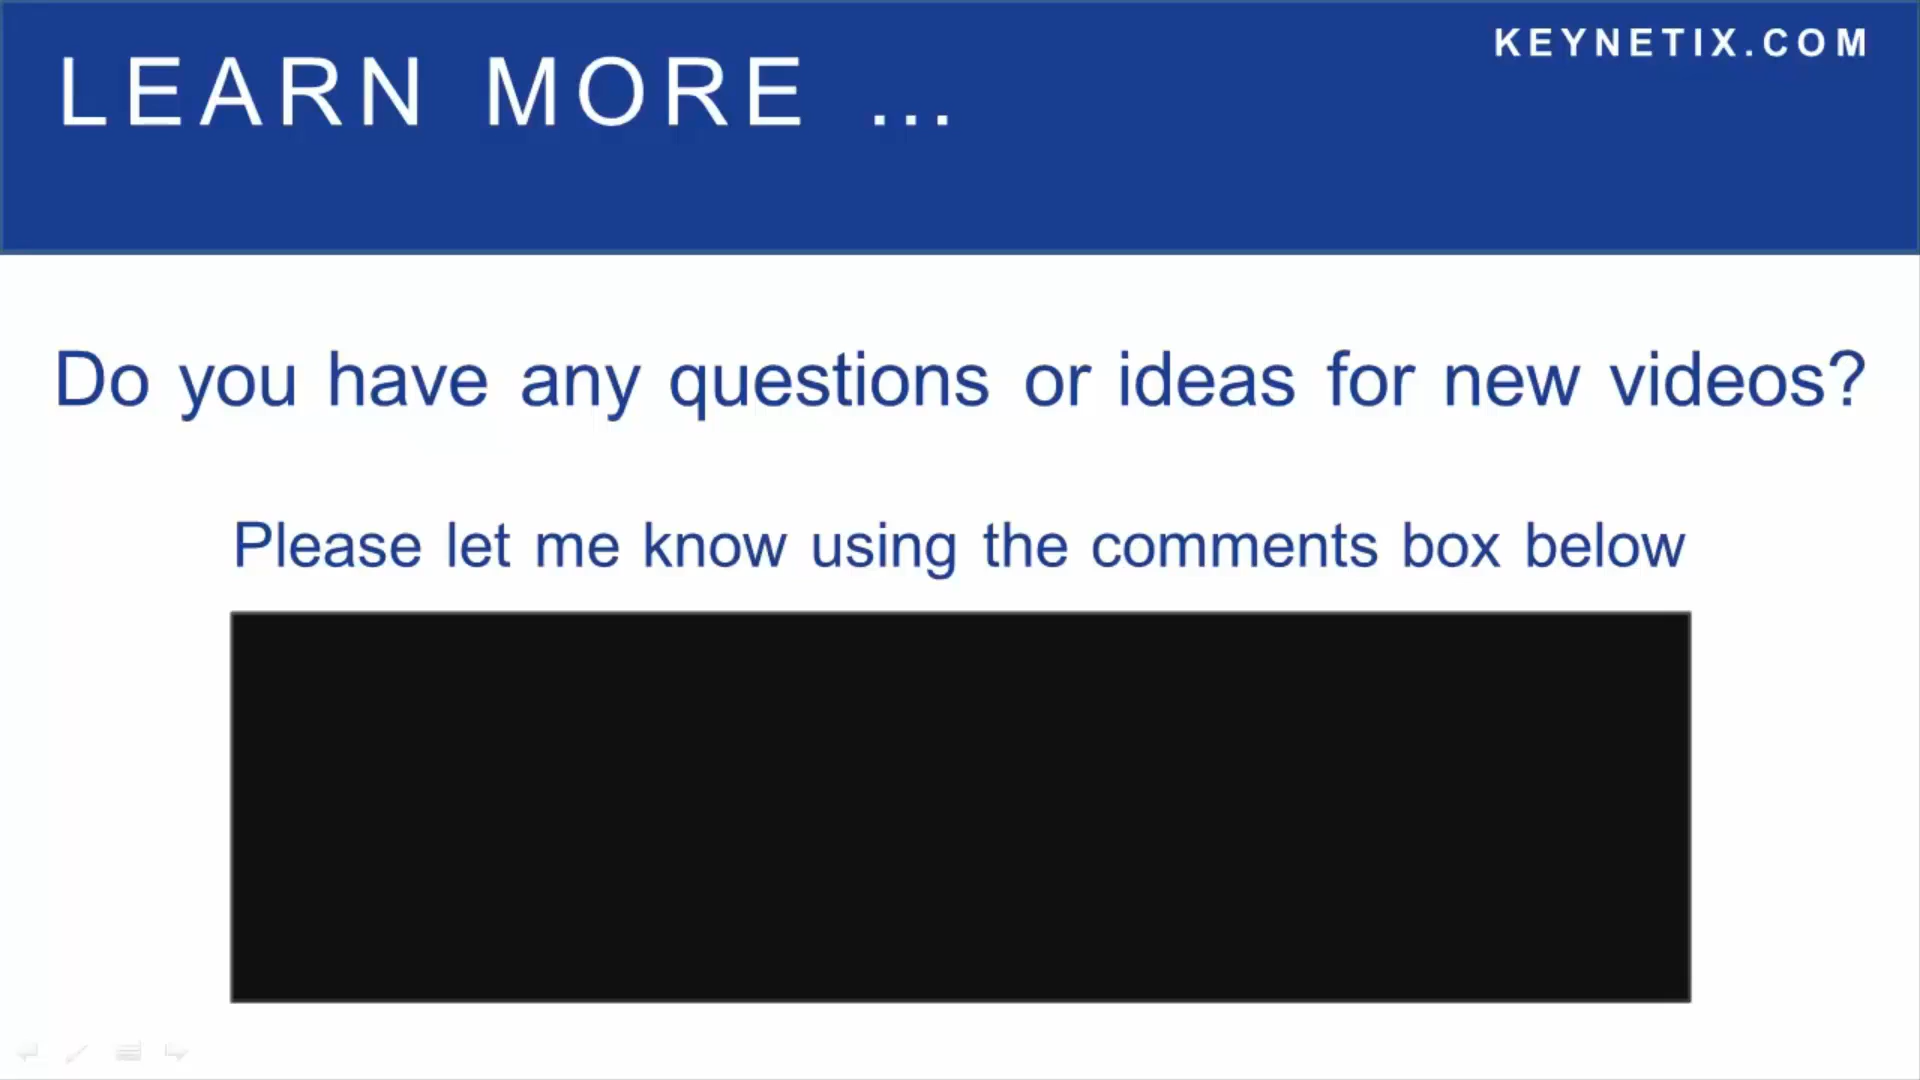 LEARN MORE ...
KEYNETIX.COM
Do you have any questions or ideas for new videos?
Please let me know using the comments box below